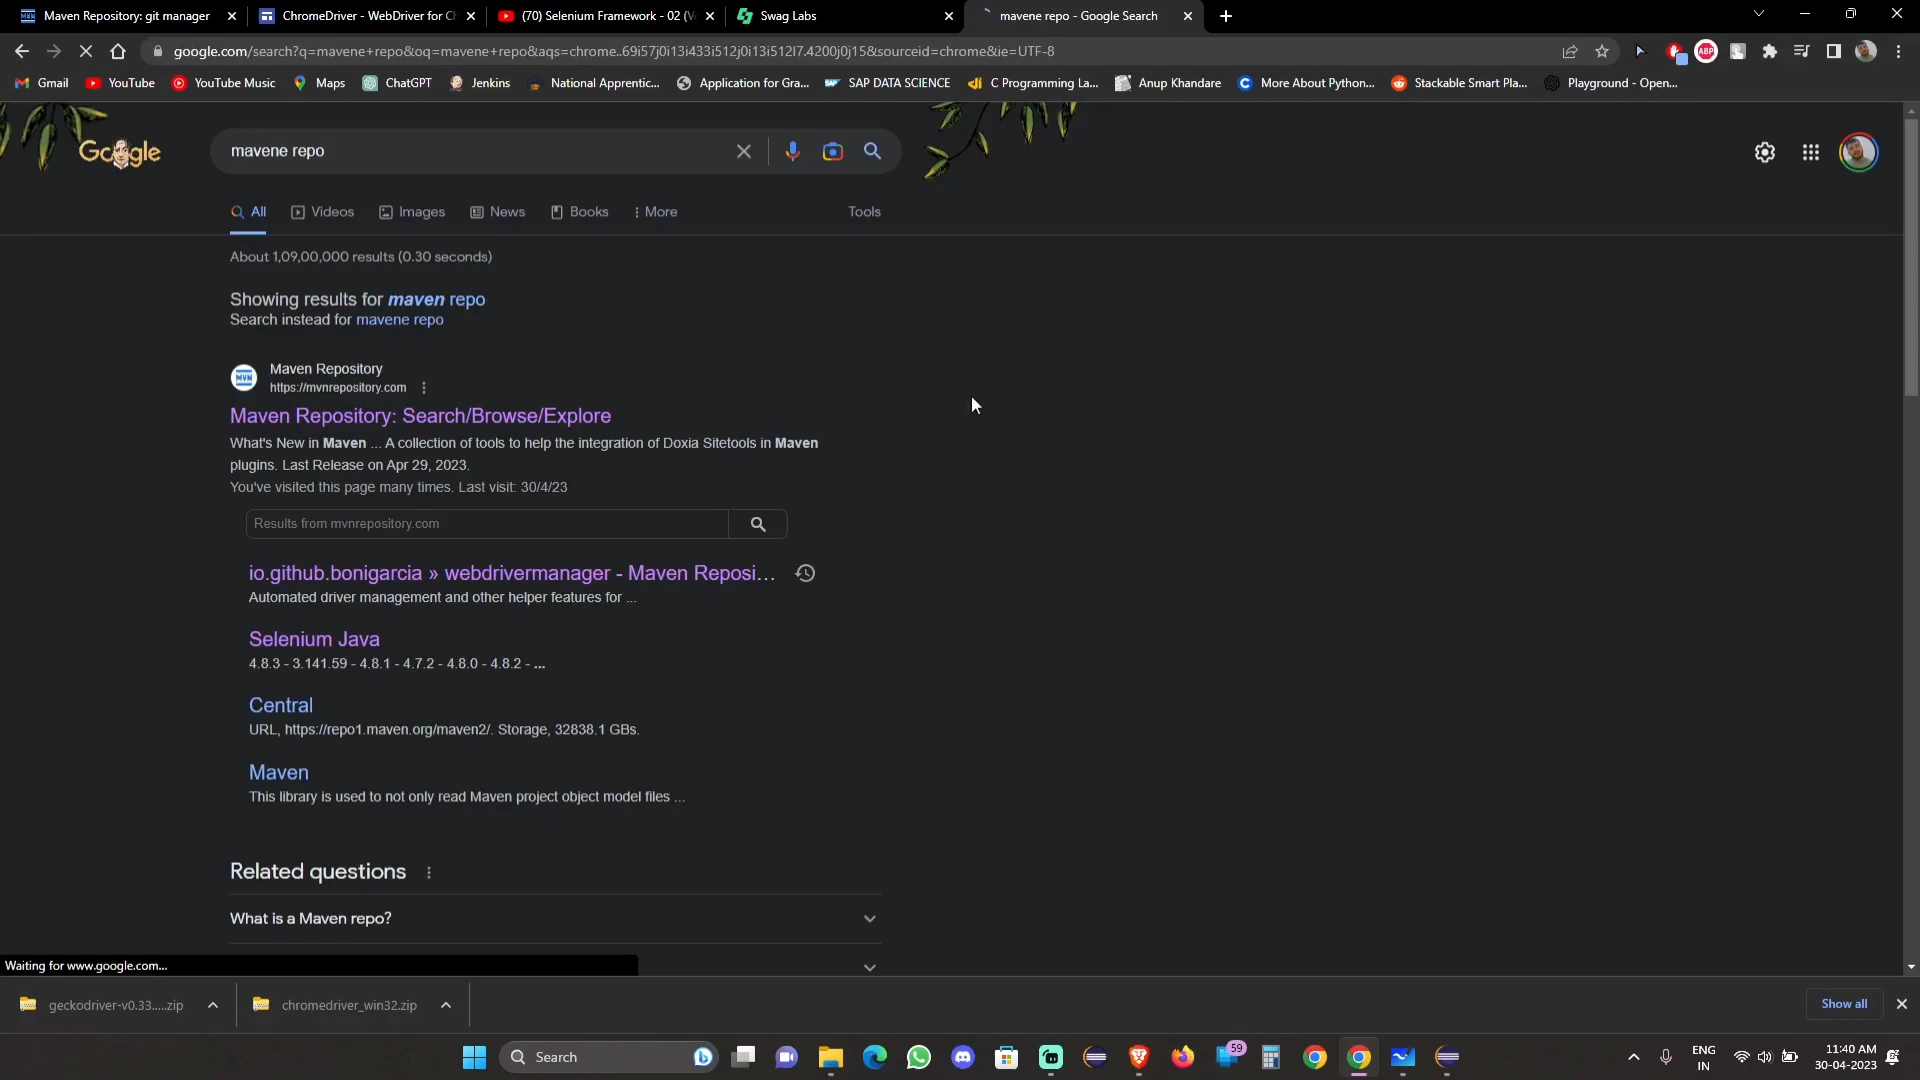 Maven Repository: git manager
ChromeDriver - WebDriver for C
(70) Selenium Framework - 02 (V
Swag Labs
mavene repo - Google Search
google.com/search?q=mavene+repo&oq=mavene+repo&aqs=chrome..69i57j0i13i433i512j0i13i512l7.4200j0j15&sourceid=chrome&ie=UTF-8
ABP
Gmail
YouTube
YouTube Music
Maps
ChatGPT
Jenkins
National Apprentic...
Application for Gra...
SAP DATA SCIENCE
C Programming La...
Anup Khandare
More About Python...
Stackable Smart Pla...
Playground - Open...
Google
mavene repo
All
Videos
Images
News
Books
More
Tools
About 1,09,00,000 results (0.30 seconds)
Showing results for maven repo
Search instead for mavene repo
MVN
Maven Repository
https://mvnrepository.com
Maven Repository: Search/Browse/Explore
What's New in Maven ... A collection of tools to help the integration of Doxia Sitetools in Maven
plugins. Last Release on Apr 29, 2023.
You've visited this page many times. Last visit: 30/4/23
Results from mvnrepository.com
io.github.bonigarcia » webdrivermanager - Maven Reposi...
Automated driver management and other helper features for ...
Selenium Java
4.8.3 - 3.141.59 - 4.8.1 - 4.7.2 - 4.8.0 - 4.8.2 - ...
Central
URL, https://repo1.maven.org/maven2/. Storage, 32838.1 GBs.
Maven
This library is used to not only read Maven project object model files ...
Related questions
What is a Maven repo?
Waiting for www.google.com...
geckodriver-v0.33.....zip
chromedriver_win32.zip
Show all
Search
59
ENG
IN
11:40 AM
30-04-2023